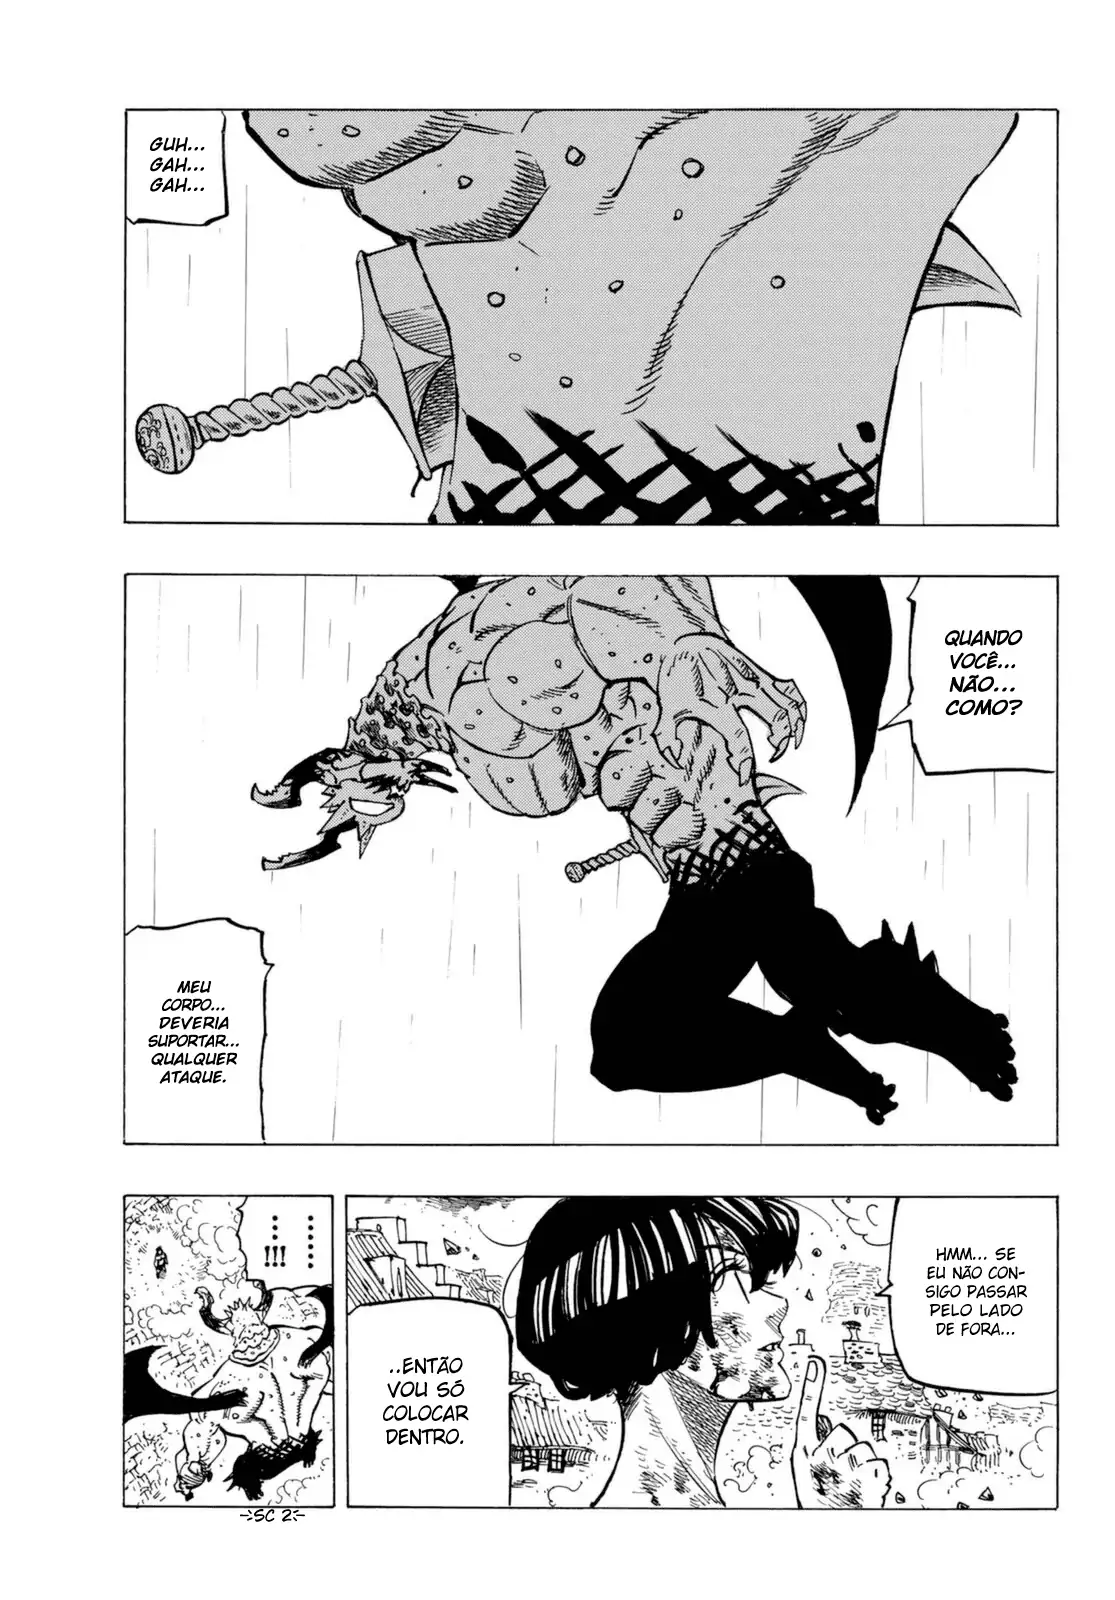 GUH...
GAH...
GAH...
QUANDO
VOCÊ...
NÃO...
COMO?
MEU
CORPO...
DEVERIA
SUPORTAR...
QUALQUER
ATAQUE.
HMM... SE
EU NÃO CON-
SIGO PASSAR
PELO LADO
DE FORA...
..ENTÃO
VOU SÓ
COLOCAR
DENTRO.
......
...!!!
SC 2